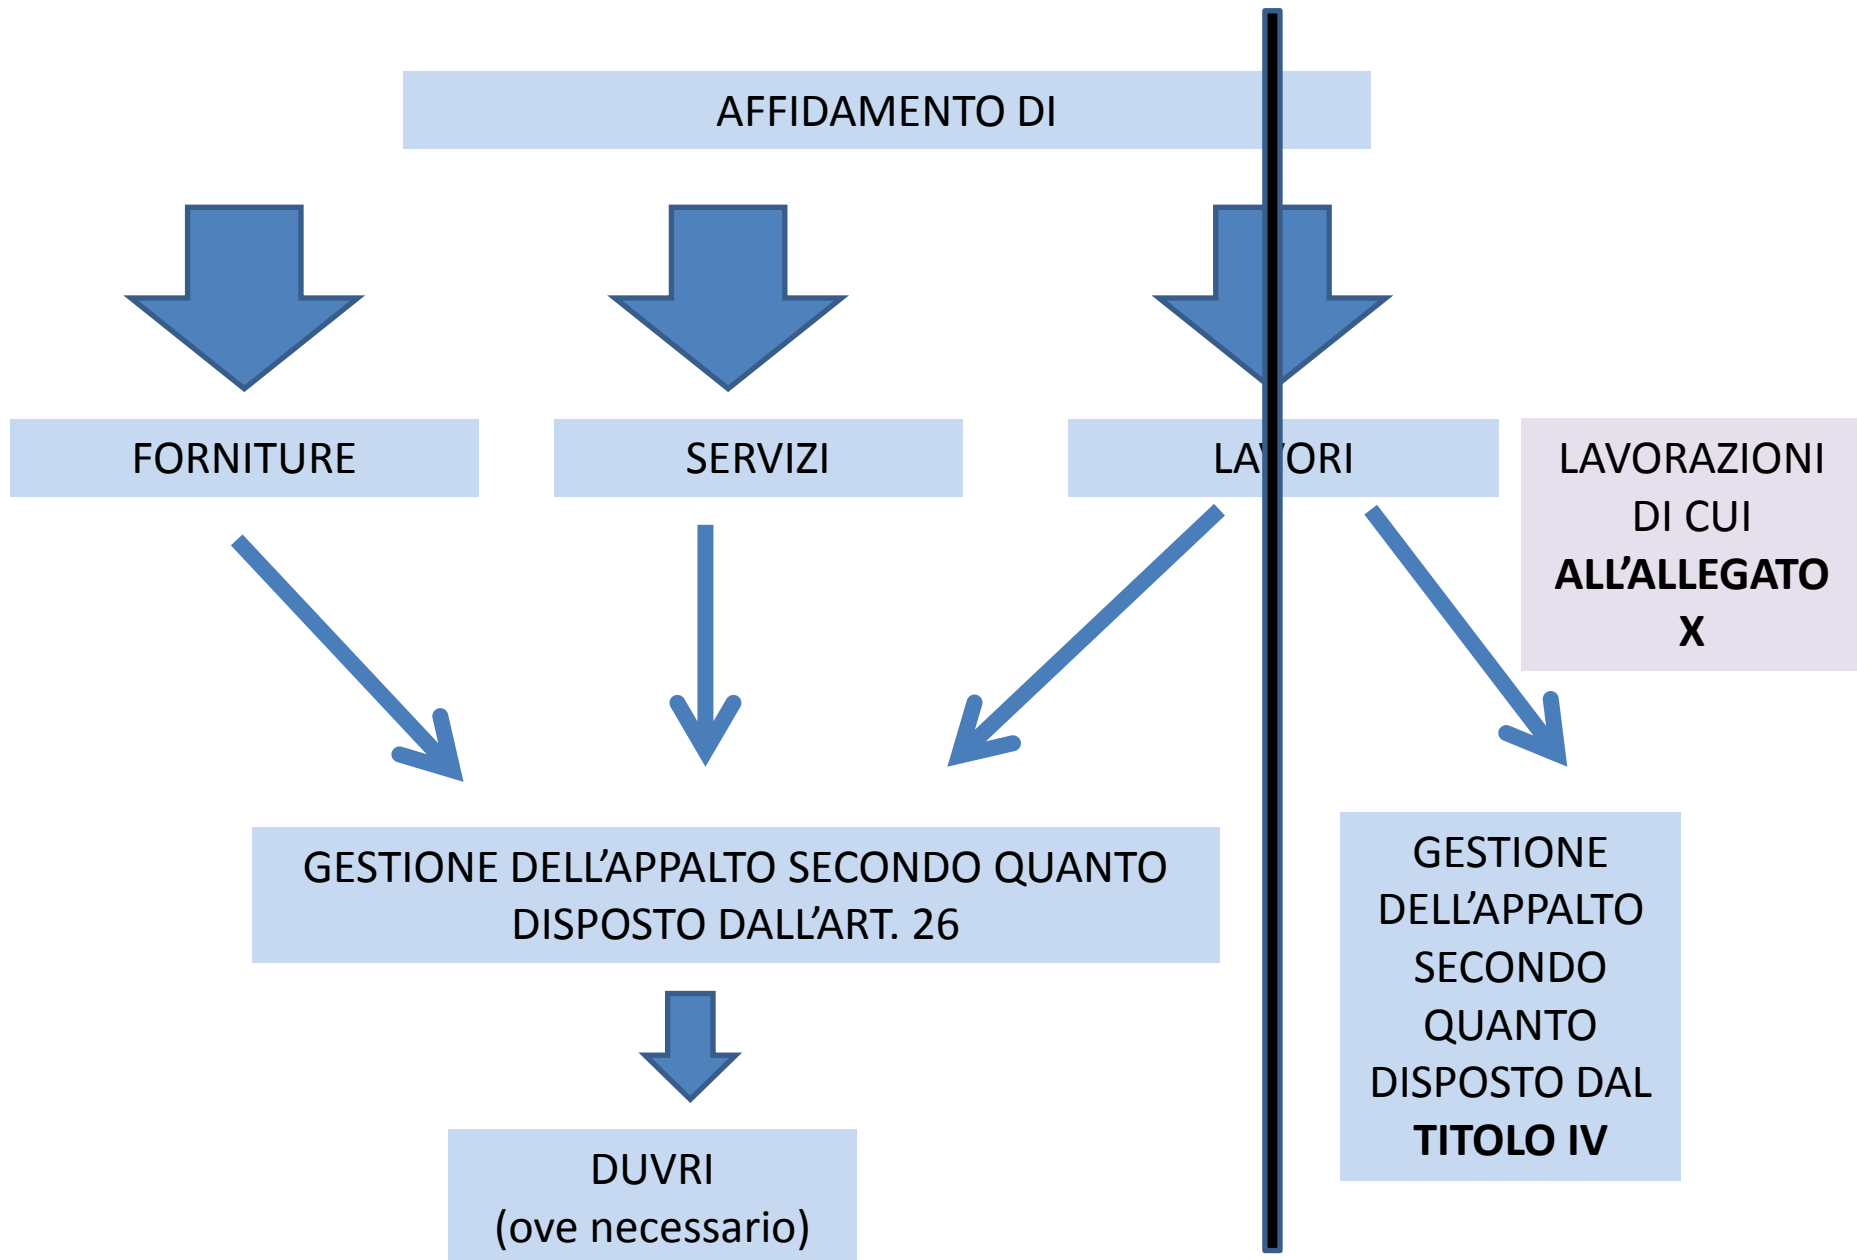 AFFIDAMENTO DI
FORNITURE
SERVIZI
LAVORI
LAVORAZIONI
DI CUI
ALL’ALLEGATO
X
GESTIONE DELL’APPALTO SECONDO QUANTO
DISPOSTO DALL’ART. 26
GESTIONE
DELL’APPALTO
SECONDO
QUANTO
DISPOSTO DAL
TITOLO IV
DUVRI
(ove necessario)